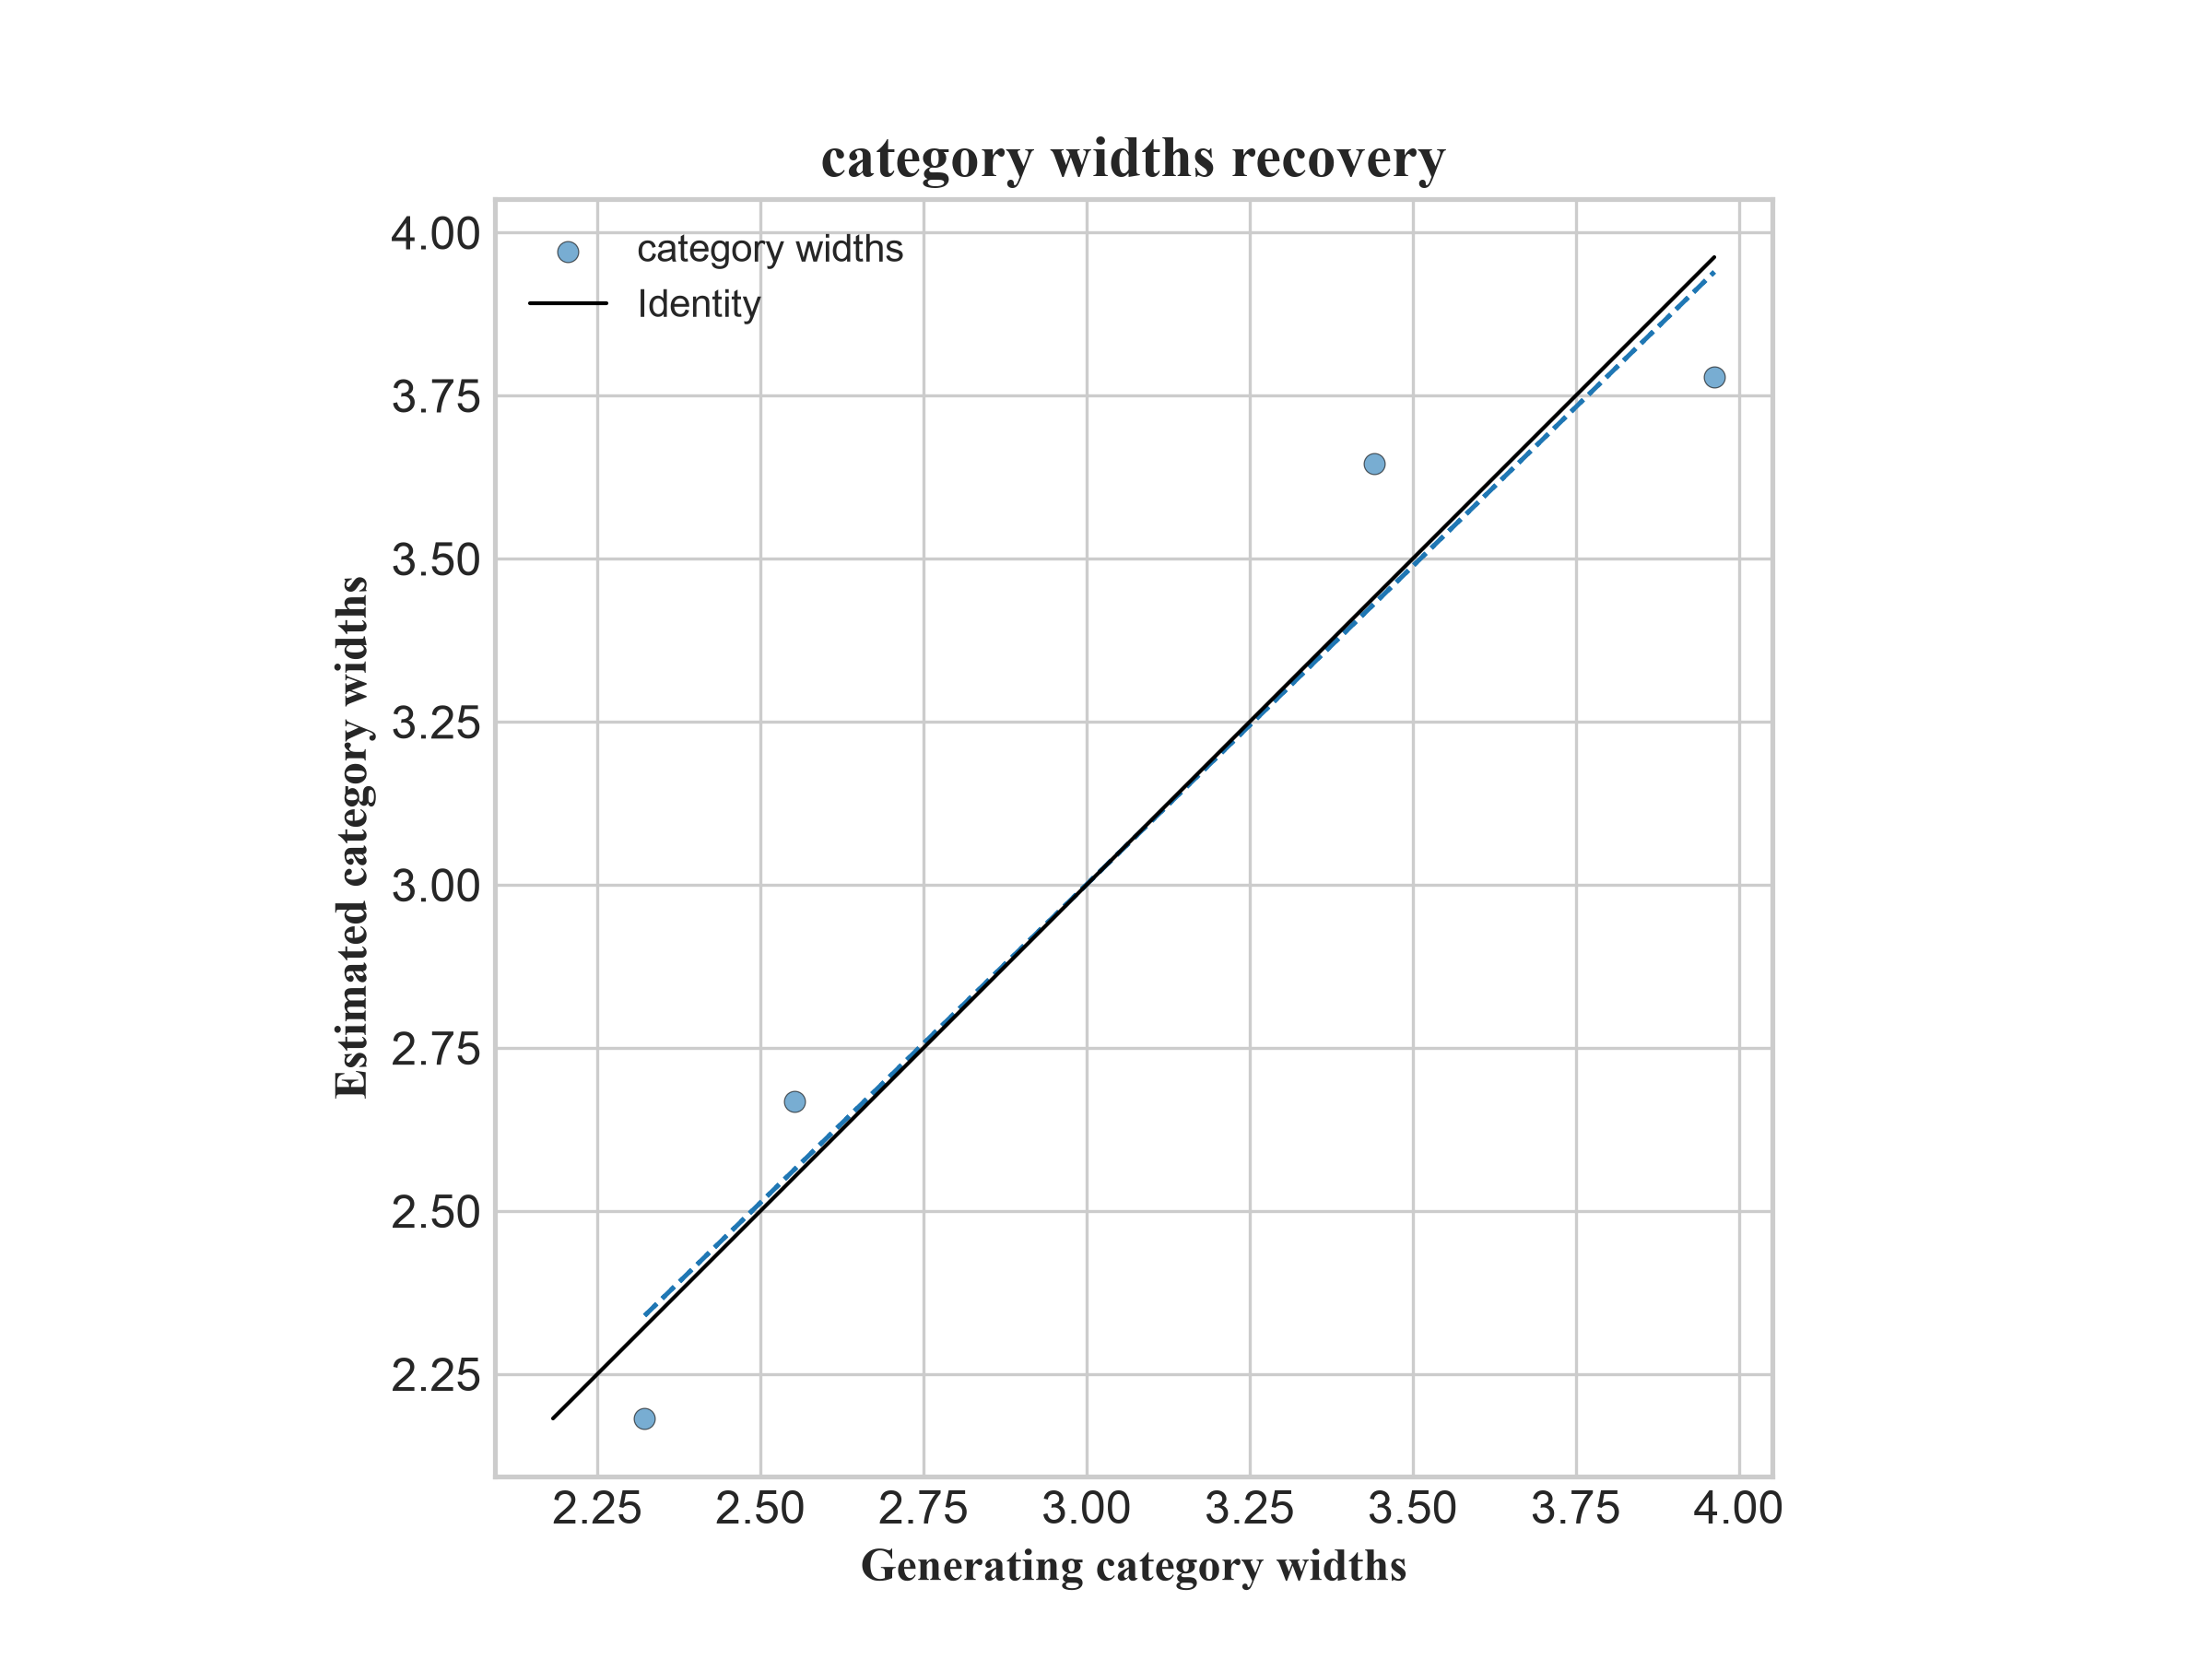 category widths recovery
category widths
Identity
Estimated category widths
4.00
3.75
3.50
3.25
3.00
2.75
2.50
2.25
2.25 2.50 2.75 3.00 3.25 3.50 3.75 4.00
Generating category widths